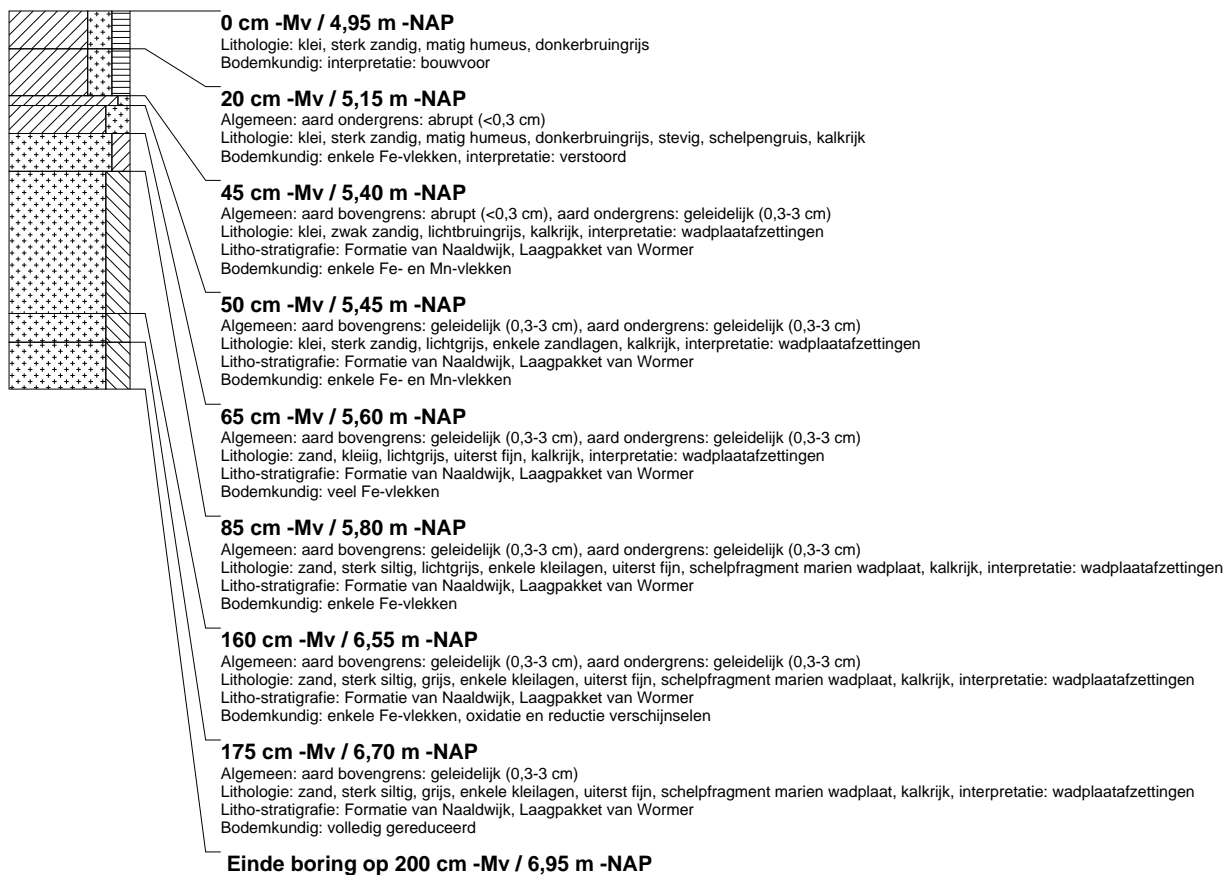 0 cm -Mv / 4,95 m -NAP
Lithologie: klei, sterk zandig, matig humeus, donkerbruingrijs
Bodemkundig: interpretatie: bouwvoor
20 cm -Mv / 5,15 m -NAP
Algemeen: aard ondergrens: abrupt (<0,3 cm)
Lithologie: klei, sterk zandig, matig humeus, donkerbruingrijs, stevig, schelpengruis, kalkrijk
Bodemkundig: enkele Fe-vlekken, interpretatie: verstoord
45 cm -Mv / 5,40 m -NAP
Algemeen: aard bovengrens: abrupt (<0,3 cm), aard ondergrens: geleidelijk (0,3-3 cm)
Lithologie: klei, zwak zandig, lichtbruingrijs, kalkrijk, interpretatie: wadplaatafzettingen
Litho-stratigrafie: Formatie van Naaldwijk, Laagpakket van Wormer
Bodemkundig: enkele Fe- en Mn-vlekken
50 cm -Mv / 5,45 m -NAP
Algemeen: aard bovengrens: geleidelijk (0,3-3 cm), aard ondergrens: geleidelijk (0,3-3 cm)
Lithologie: klei, sterk zandig, lichtgrijs, enkele zandlagen, kalkrijk, interpretatie: wadplaatafzettingen
Litho-stratigrafie: Formatie van Naaldwijk, Laagpakket van Wormer
Bodemkundig: enkele Fe- en Mn-vlekken
65 cm -Mv / 5,60 m -NAP
Algemeen: aard bovengrens: geleidelijk (0,3-3 cm), aard ondergrens: geleidelijk (0,3-3 cm)
Lithologie: zand, kleiig, lichtgrijs, uiterst fijn, kalkrijk, interpretatie: wadplaatafzettingen
Litho-stratigrafie: Formatie van Naaldwijk, Laagpakket van Wormer
Bodemkundig: veel Fe-vlekken
85 cm -Mv / 5,80 m -NAP
Algemeen: aard bovengrens: geleidelijk (0,3-3 cm), aard ondergrens: geleidelijk (0,3-3 cm)
Lithologie: zand, sterk siltig, lichtgrijs, enkele kleilagen, uiterst fijn, schelpfragment marien wadplaat, kalkrijk, interpretatie: wadplaatafzettingen
Litho-stratigrafie: Formatie van Naaldwijk, Laagpakket van Wormer
Bodemkundig: enkele Fe-vlekken
160 cm -Mv / 6,55 m -NAP
Algemeen: aard bovengrens: geleidelijk (0,3-3 cm), aard ondergrens: geleidelijk (0,3-3 cm)
Lithologie: zand, sterk siltig, grijs, enkele kleilagen, uiterst fijn, schelpfragment marien wadplaat, kalkrijk, interpretatie: wadplaatafzettingen
Litho-stratigrafie: Formatie van Naaldwijk, Laagpakket van Wormer
Bodemkundig: enkele Fe-vlekken, oxidatie en reductie verschijnselen
175 cm -Mv / 6,70 m -NAP
Algemeen: aard bovengrens: geleidelijk (0,3-3 cm)
Lithologie: zand, sterk siltig, grijs, enkele kleilagen, uiterst fijn, schelpfragment marien wadplaat, kalkrijk, interpretatie: wadplaatafzettingen
Litho-stratigrafie: Formatie van Naaldwijk, Laagpakket van Wormer
Bodemkundig: volledig gereduceerd
Einde boring op 200 cm -Mv / 6,95 m -NAP